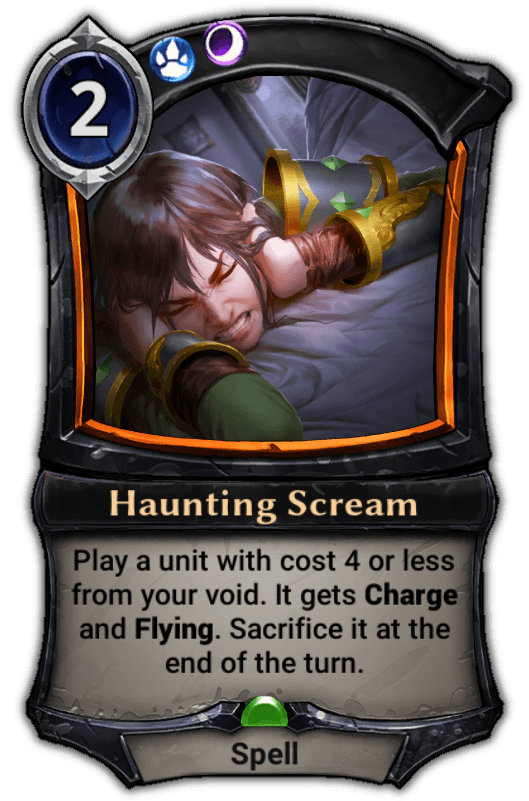 2
Haunting Scream
Play a unit with cost 4 or less
from your void. It gets Charge
and Flying. Sacrifice it at the
end of the turn.
Spell